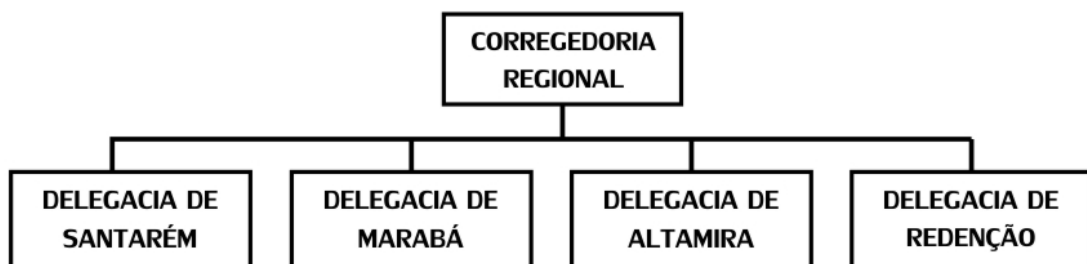 CORREGEDORIA
REGIONAL
DELEGACIA DE
SANTARÉM
DELEGACIA DE
MARABÁ
DELEGACIA DE
ALTAMIRA
DELEGACIA DE
REDENÇÃO